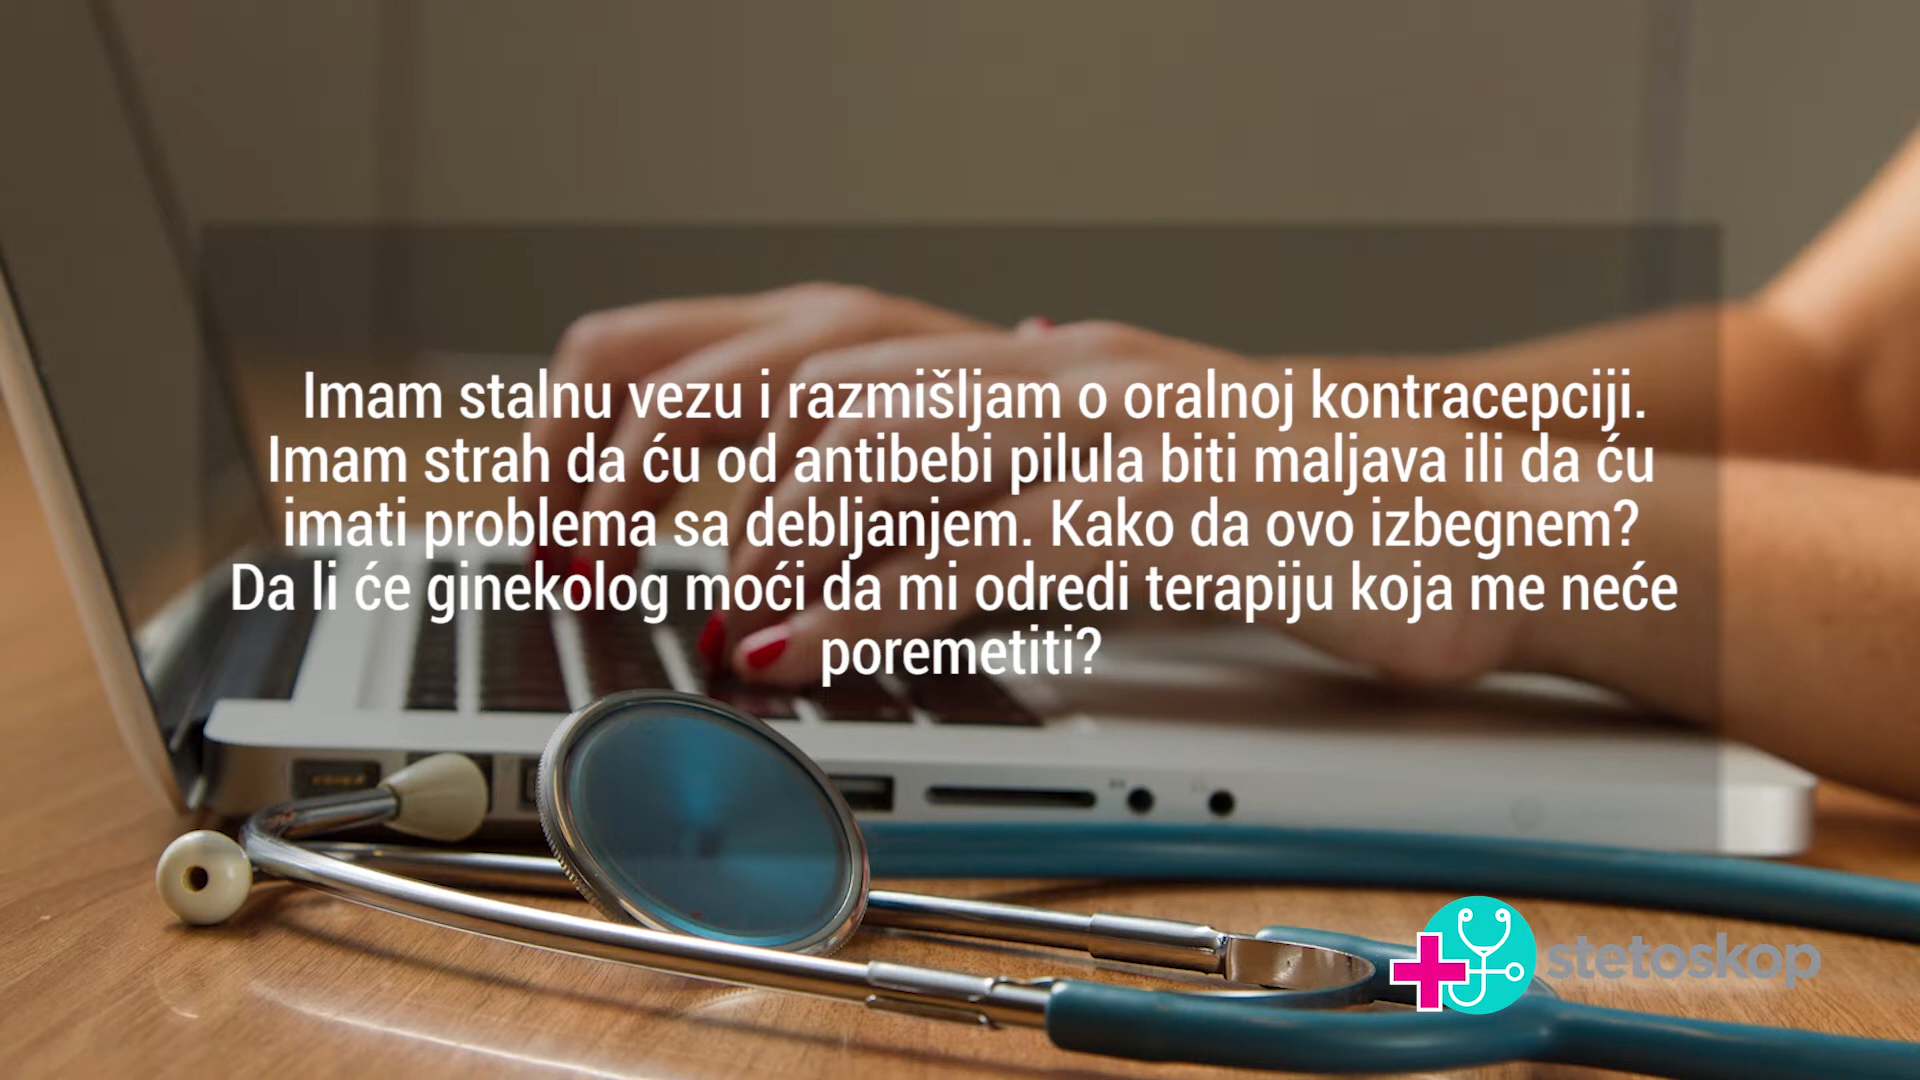 Imam stalnu vezu i razmišljam o oralnoj kontracepciji.
Imam strah da ću od antibebi pilula biti maljava ili da ću
imati problema sa debljanjem. Kako da ovo izbegnem?
Da li će ginekolog moći da mi odredi terapiju koja me neće
poremetiti?
stetoskop